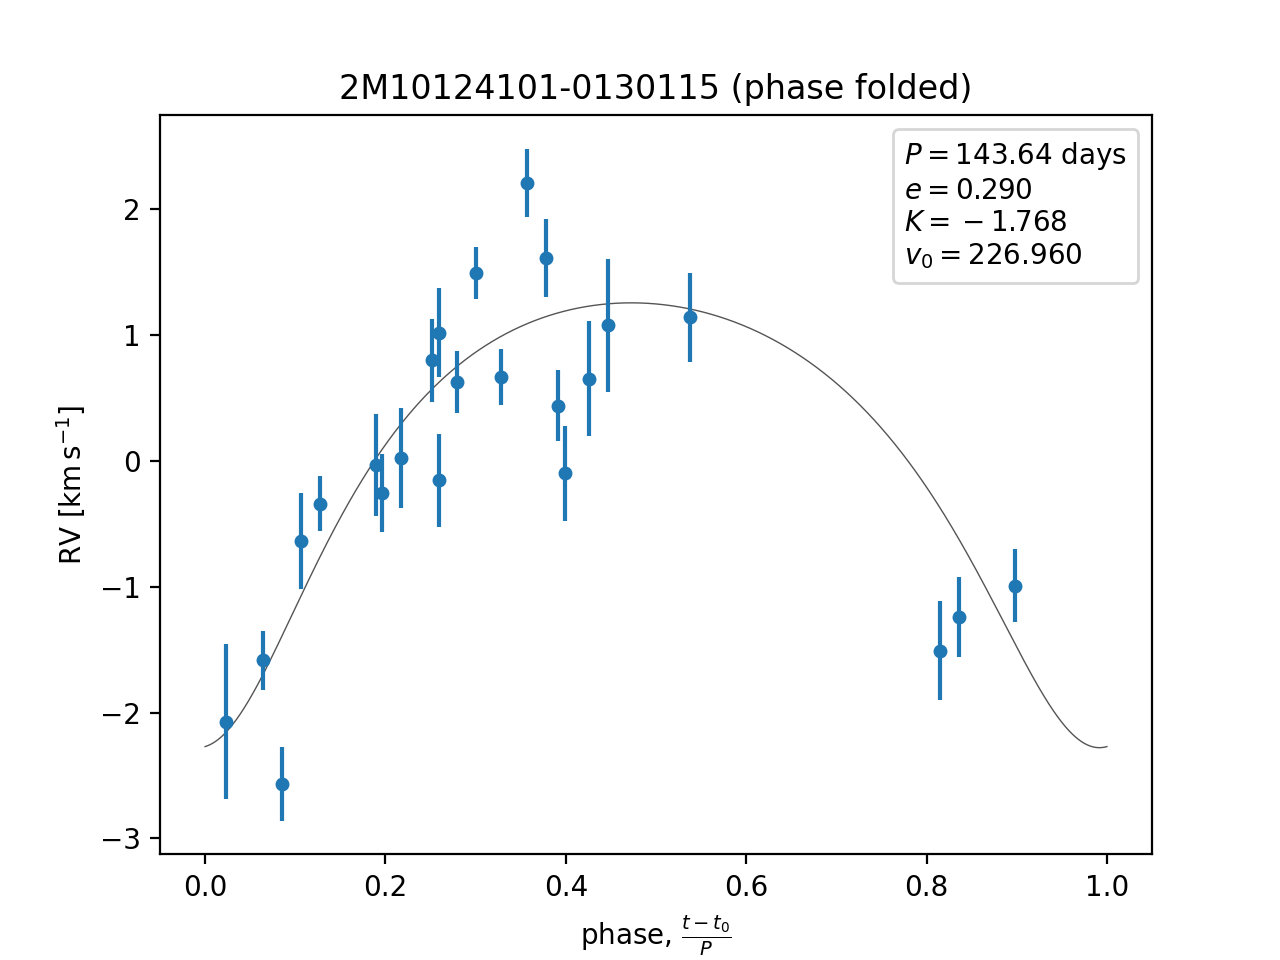 2M10124101-0130115 (phase folded)
P = 143.64 days
e = 0.290
K = −1.768
v₀ = 226.960
2
1
0
−1
−2
−3
RV [km s⁻¹]
0.0 0.2 0.4 0.6 0.8 1.0
phase, (t − t₀)/P